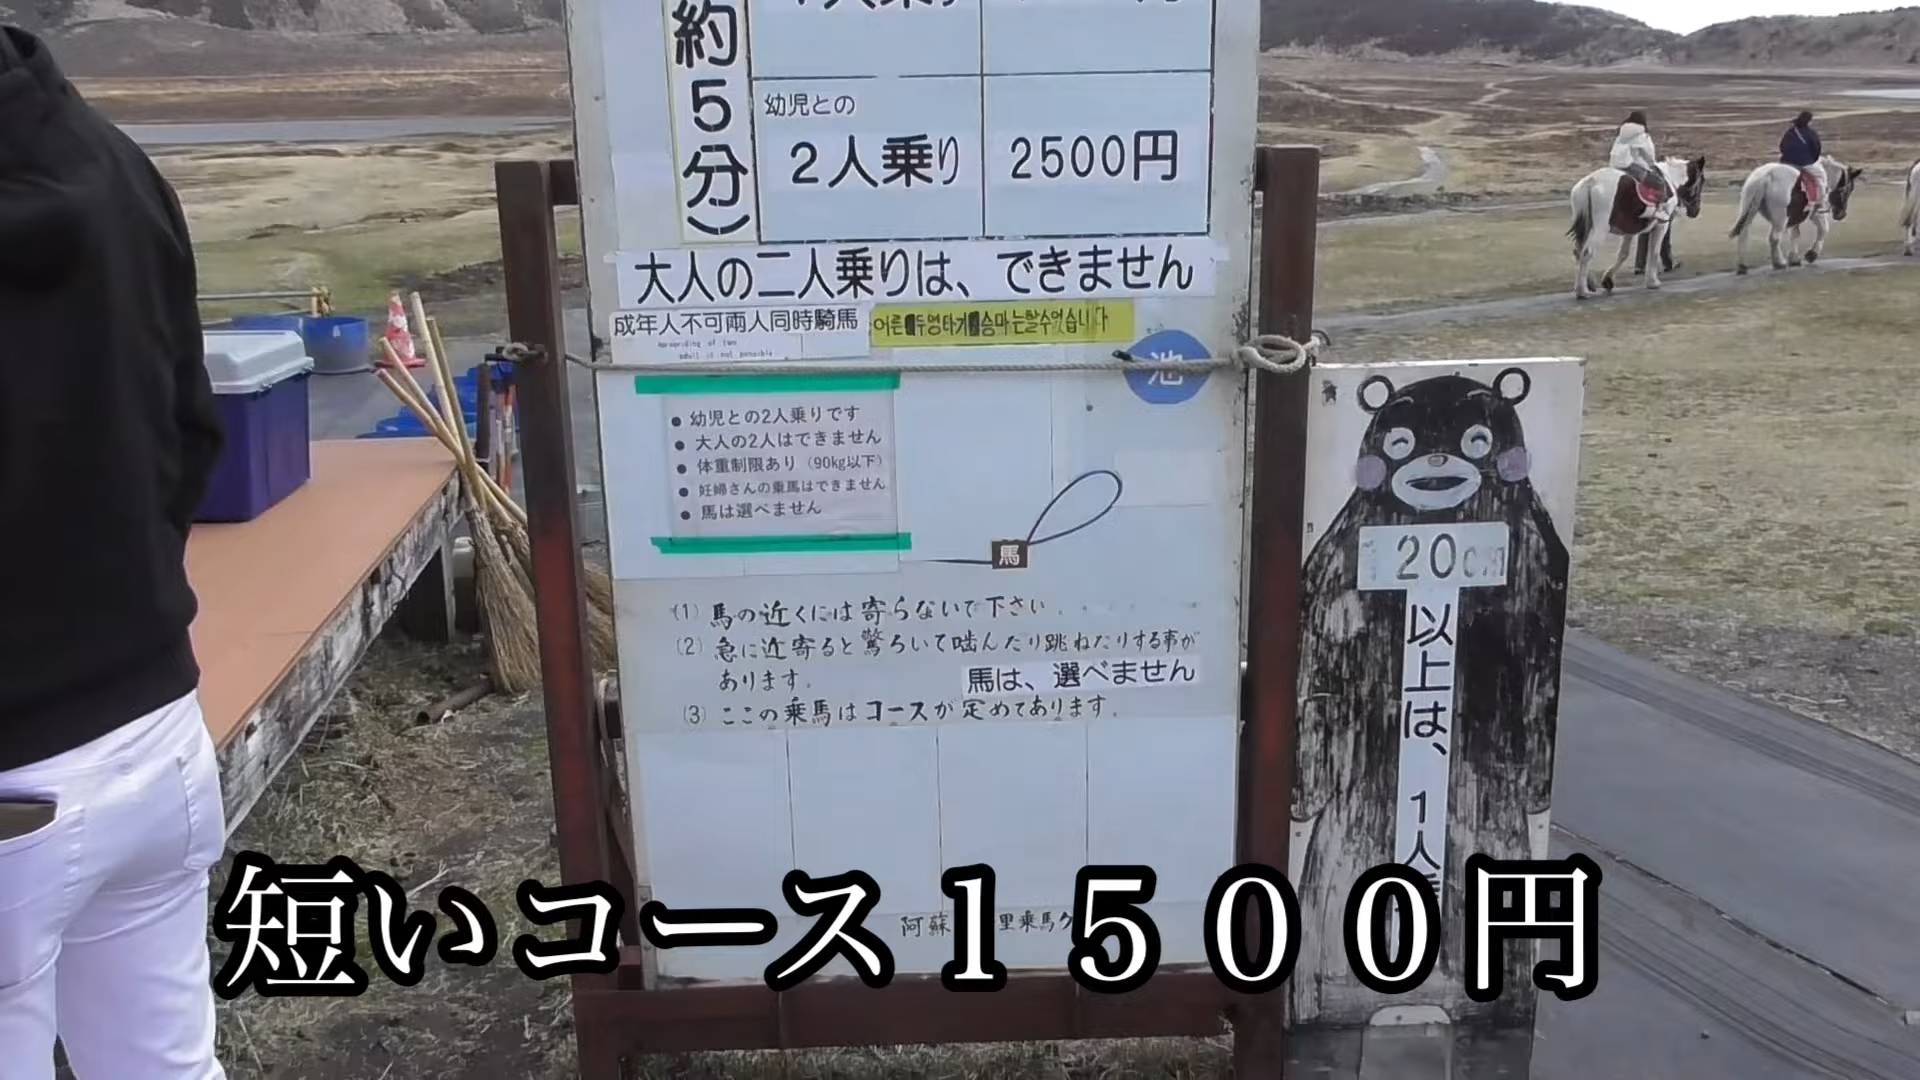 約5分)
幼児との
2人乗り 2500円
大人の二人乗りは、できません
成年人不可両人同時騎馬
池
● 幼児との2人乗りです
● 大人の2人はできません
● 体重制限あり (90kg以下)
● 妊婦さんの乗馬はできません
● 馬は選べません
馬
(1) 馬の近くには寄らないで下さい.
(2) 急に近寄ると驚ろいて噛んだり跳ねたりする事が
あります.
馬は、選べません
(3) ここの乗馬はコースが定めてあります.
阿蘇
里乗馬ク
20cm
以上は、1人
短いコース1500円